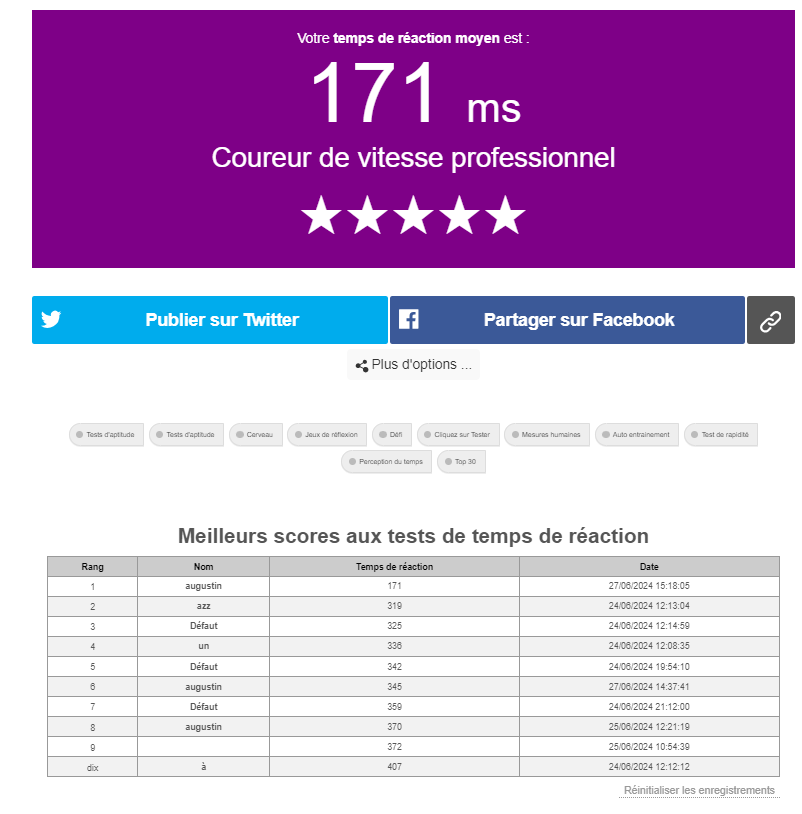 Votre temps de réaction moyen est :
171 ms
Coureur de vitesse professionnel
Publier sur Twitter Partager sur Facebook
Plus d'options ...
Tests d'aptitude Tests d'aptitude Cerveau Jeux de réflexion Défi Cliquez sur Tester Mesures humaines Auto entrainement Test de rapidité
Perception du temps Top 30
Meilleurs scores aux tests de temps de réaction
Rang Nom Temps de réaction Date
1 augustin 171 27/06/2024 15:18:05
2 azz 319 24/06/2024 12:13:04
3 Défaut 325 24/06/2024 12:14:59
4 un 336 24/06/2024 12:08:35
5 Défaut 342 24/06/2024 19:54:10
6 augustin 345 27/06/2024 14:37:41
7 Défaut 359 24/06/2024 21:12:00
8 augustin 370 25/06/2024 12:21:19
9 372 25/06/2024 10:54:39
dix à 407 24/06/2024 12:12:12
Réinitialiser les enregistrements